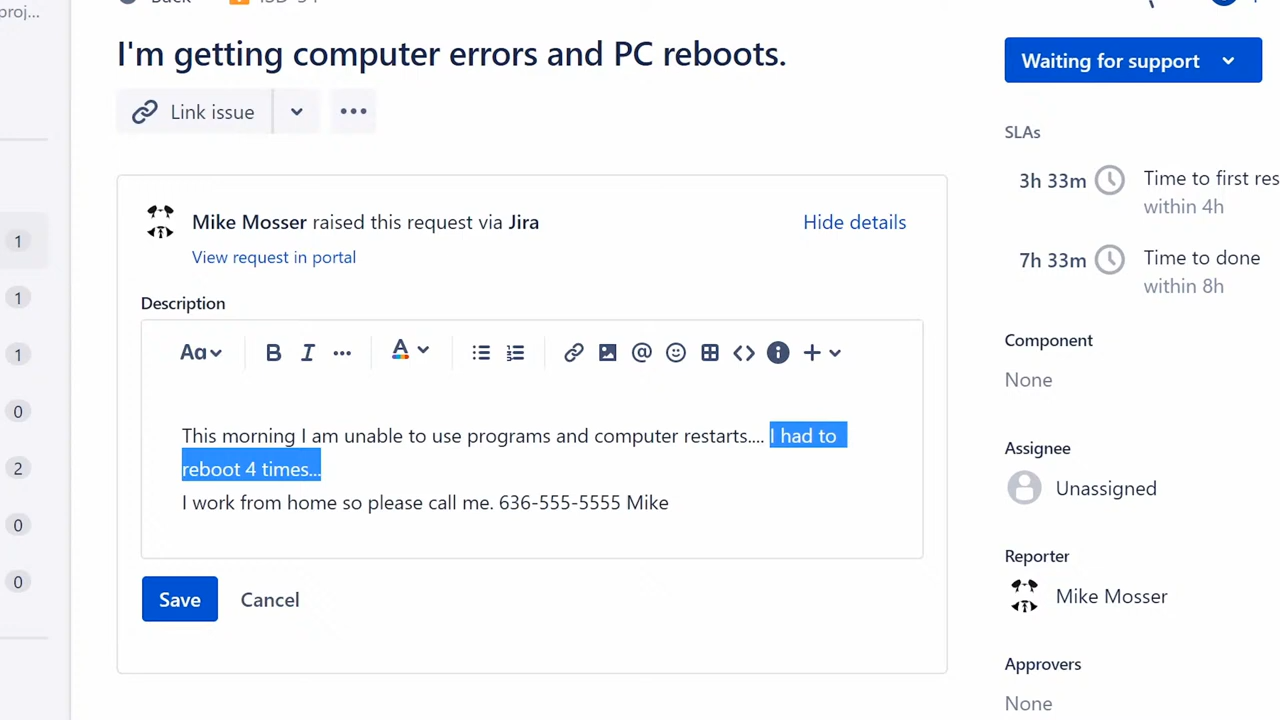 proj...
Back
I'm getting computer errors and PC reboots.
Waiting for support
Link issue
SLAs
3h 33m
Time to first res
within 4h
Mike Mosser raised this request via Jira
Hide details
View request in portal
7h 33m
Time to done
within 8h
1
1
1
0
2
0
0
Description
Aa
B
I
A
Component
None
This morning I am unable to use programs and computer restarts.... I had to
reboot 4 times...
I work from home so please call me. 636-555-5555 Mike
Assignee
Unassigned
Save
Cancel
Reporter
Mike Mosser
Approvers
None